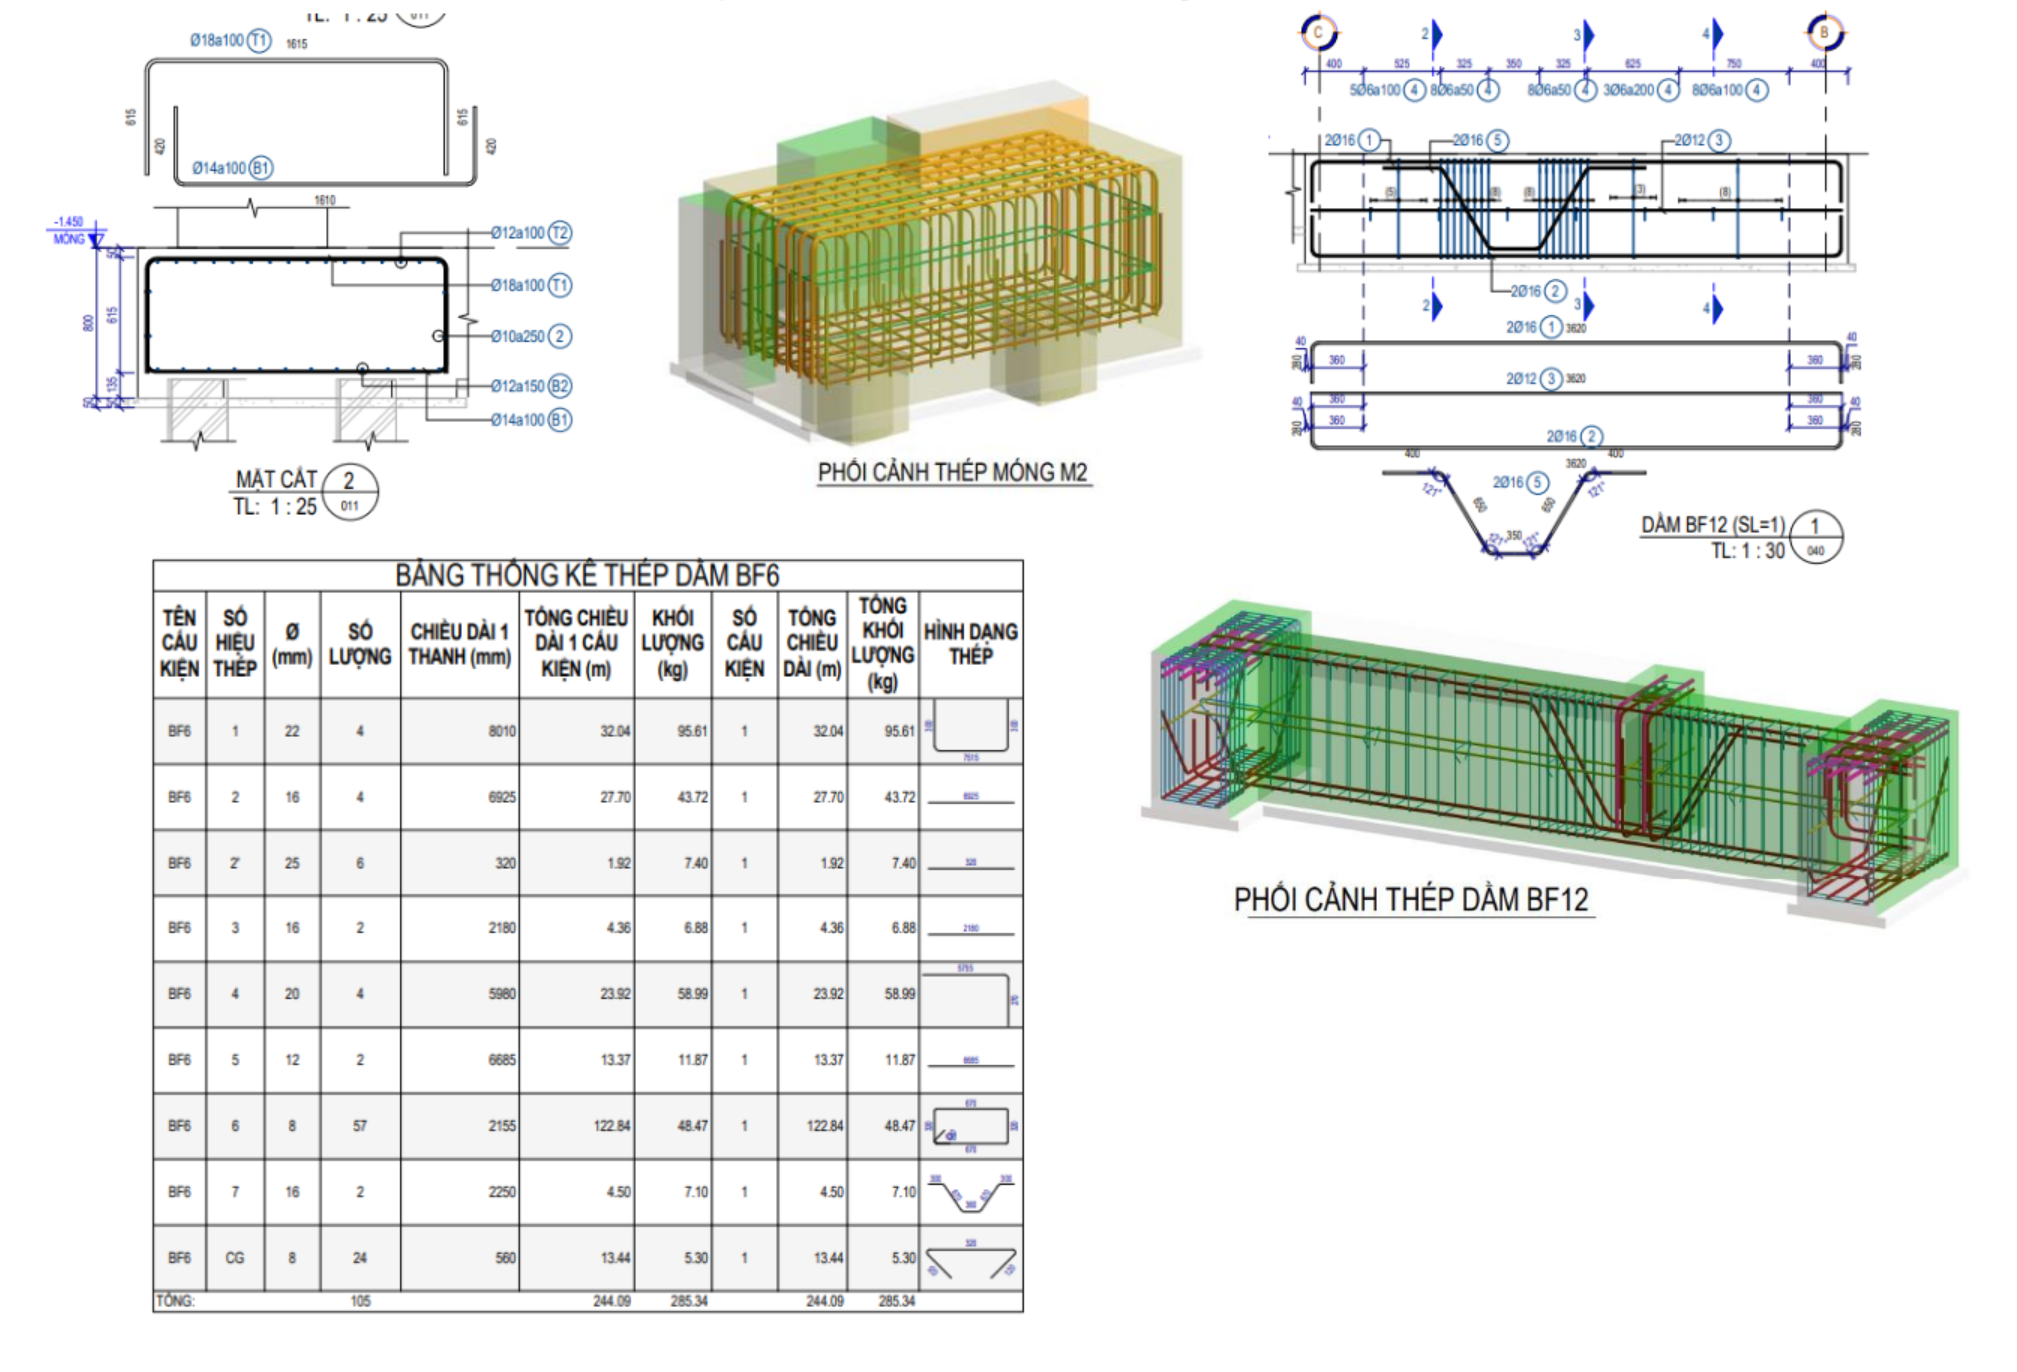 TL: 1 : 25
011
Ø18a100 T1
1615
615
615
420
420
Ø14a100 B1
1610
-1.450
MÓNG
Ø12a100 T2
Ø18a100 T1
Ø10a250 2
Ø12a150 B2
Ø14a100 B1
50
615
800
135
50
MẶT CẮT 2
TL: 1 : 25 011
PHỐI CẢNH THÉP MÓNG M2
C 2 3 4 B
400 525 325 350 325 625 750 400
5Ø6a100 4 8Ø6a50 4 8Ø6a50 4 3Ø6a200 4 8Ø6a100 4
2Ø16 1 2Ø16 5 2Ø12 3
(5) (8) (8) (3) (8)
2Ø16 2
2 3 4
2Ø16 1 3620
40 40
280 360 360 280
2Ø12 3 3620
40 360 360 40
280 360 360 280
2Ø16 2
400 3620 400
2Ø16 5
121° 121°
650 650
121° 350 121°
DẦM BF12 (SL=1) 1
TL: 1 : 30 040
PHỐI CẢNH THÉP DẦM BF12
BẢNG THỐNG KÊ THÉP DẦM BF6
TÊN CẤU KIỆN SỐ HIỆU THÉP Ø (mm) SỐ LƯỢNG CHIỀU DÀI 1 THANH (mm) TỔNG CHIỀU DÀI 1 CẤU KIỆN (m) KHỐI LƯỢNG (kg) SỐ CẤU KIỆN TỔNG CHIỀU DÀI (m) TỔNG KHỐI LƯỢNG (kg) HÌNH DẠNG THÉP
BF6 1 22 4 8010 32.04 95.61 1 32.04 95.61
7515
BF6 2 16 4 6925 27.70 43.72 1 27.70 43.72 6925
BF6 2' 25 6 320 1.92 7.40 1 1.92 7.40 320
BF6 3 16 2 2180 4.36 6.88 1 4.36 6.88 2180
5755
BF6 4 20 4 5980 23.92 58.99 1 23.92 58.99 270
BF6 5 12 2 6685 13.37 11.87 1 13.37 11.87 6685
670
BF6 6 8 57 2155 122.84 48.47 1 122.84 48.47 320 320
670
300 300
BF6 7 16 2 2250 4.50 7.10 1 4.50 7.10
360
320
BF6 CG 8 24 560 13.44 5.30 1 13.44 5.30
120
TỔNG: 105 244.09 285.34 244.09 285.34